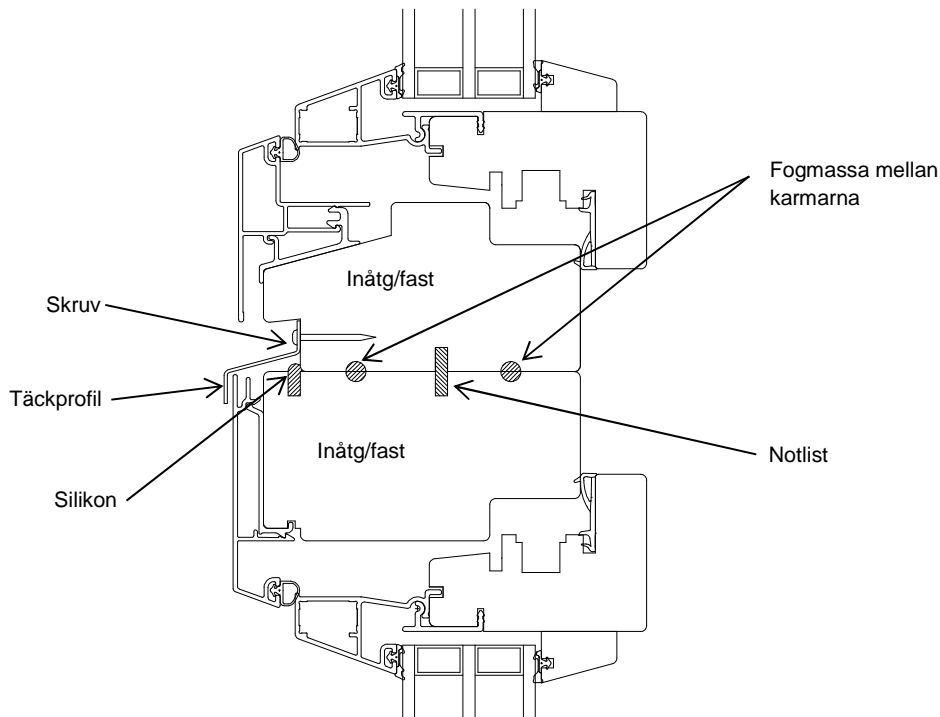 Fogmassa mellan
karmarna
Inåtg/fast
Skruv
Täckprofil
Inåtg/fast
Notlist
Silikon